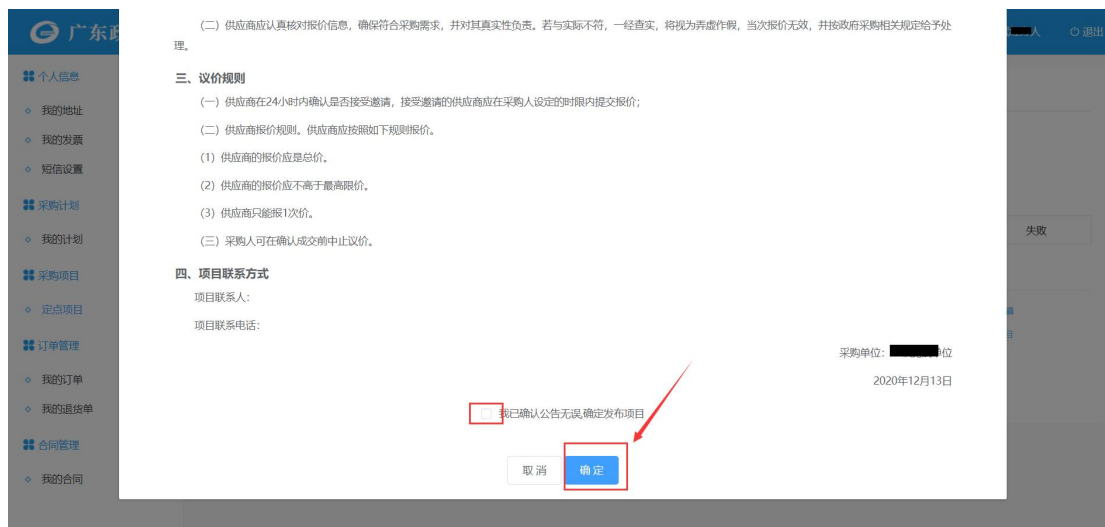 广东政
人
退出
(二) 供应商应认真核对报价信息，确保符合采购需求，并对其真实性负责。若与实际不符，一经查实，将视为弄虚作假，当次报价无效，并按政府采购相关规定给予处
理。
三、议价规则
(一) 供应商在24小时内确认是否接受邀请，接受邀请的供应商应在采购人设定的时限内提交报价；
(二) 供应商报价规则。供应商应按照如下规则报价。
(1) 供应商的报价应是总价。
(2) 供应商的报价应不高于最高限价。
(3) 供应商只能报1次价。
(三) 采购人可在确认成交前中止议价。
四、项目联系方式
项目联系人：
项目联系电话：
采购单位：
单位
2020年12月13日
我已确认公告无误,确定发布项目
取消
确定
个人信息
我的地址
我的发票
短信设置
采购计划
我的计划
采购项目
定点项目
订单管理
我的订单
我的退货单
合同管理
我的合同
失败